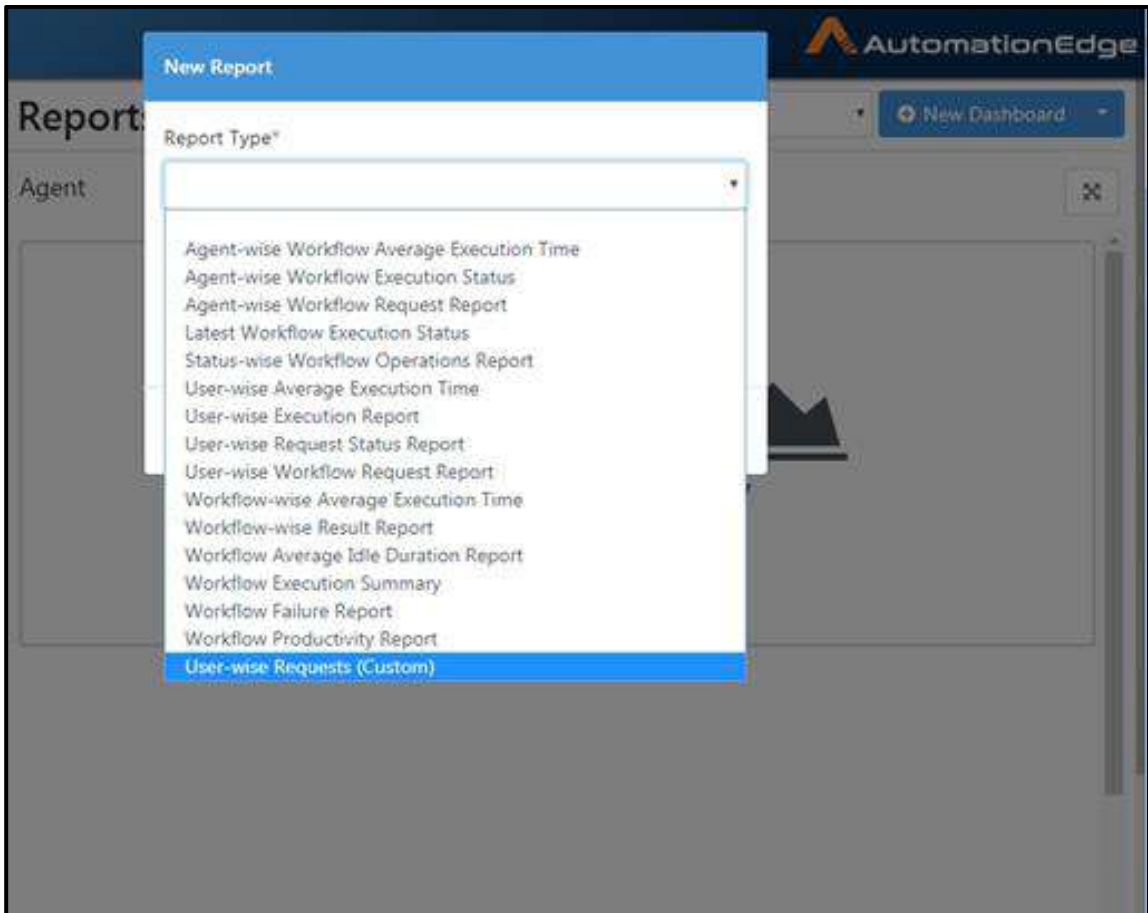 AutomationEdge
New Report
Report
New Dashboard
Report Type*
Agent
Agent-wise Workflow Average Execution Time
Agent-wise Workflow Execution Status
Agent-wise Workflow Request Report
Latest Workflow Execution Status
Status-wise Workflow Operations Report
User-wise Average Execution Time
User-wise Execution Report
User-wise Request Status Report
User-wise Workflow Request Report
Workflow-wise Average Execution Time
Workflow-wise Result Report
Workflow Average Idle Duration Report
Workflow Execution Summary
Workflow Failure Report
Workflow Productivity Report
User-wise Requests (Custom)